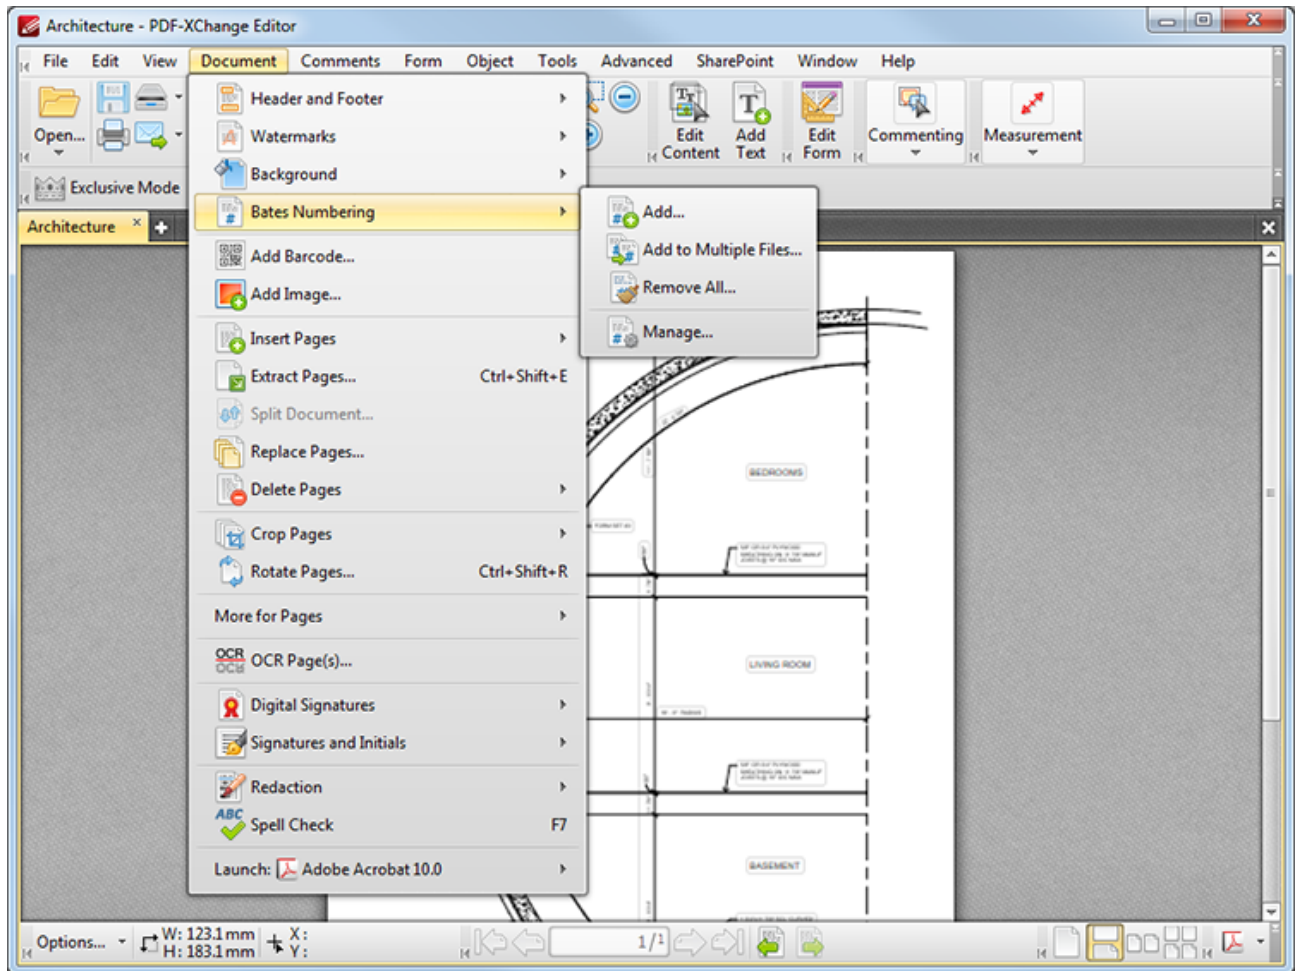 Architecture - PDF-XChange Editor
File Edit View Document Comments Form Object Tools Advanced SharePoint Window Help
Open...
Edit Content
Add Text
Edit Form
Commenting
Measurement
Exclusive Mode
Architecture
Header and Footer
Watermarks
Background
Bates Numbering
Add Barcode...
Add Image...
Insert Pages
Extract Pages... Ctrl+Shift+E
Split Document...
Replace Pages...
Delete Pages
Crop Pages
Rotate Pages... Ctrl+Shift+R
More for Pages
OCR OCR Page(s)...
Digital Signatures
Signatures and Initials
Redaction
ABC
Spell Check F7
Launch: Adobe Acrobat 10.0
Add...
Add to Multiple Files...
Remove All...
Manage...
BEDROOMS
LIVING ROOM
BASEMENT
Options...
W: 123.1 mm
H: 183.1 mm
X:
Y:
1/1